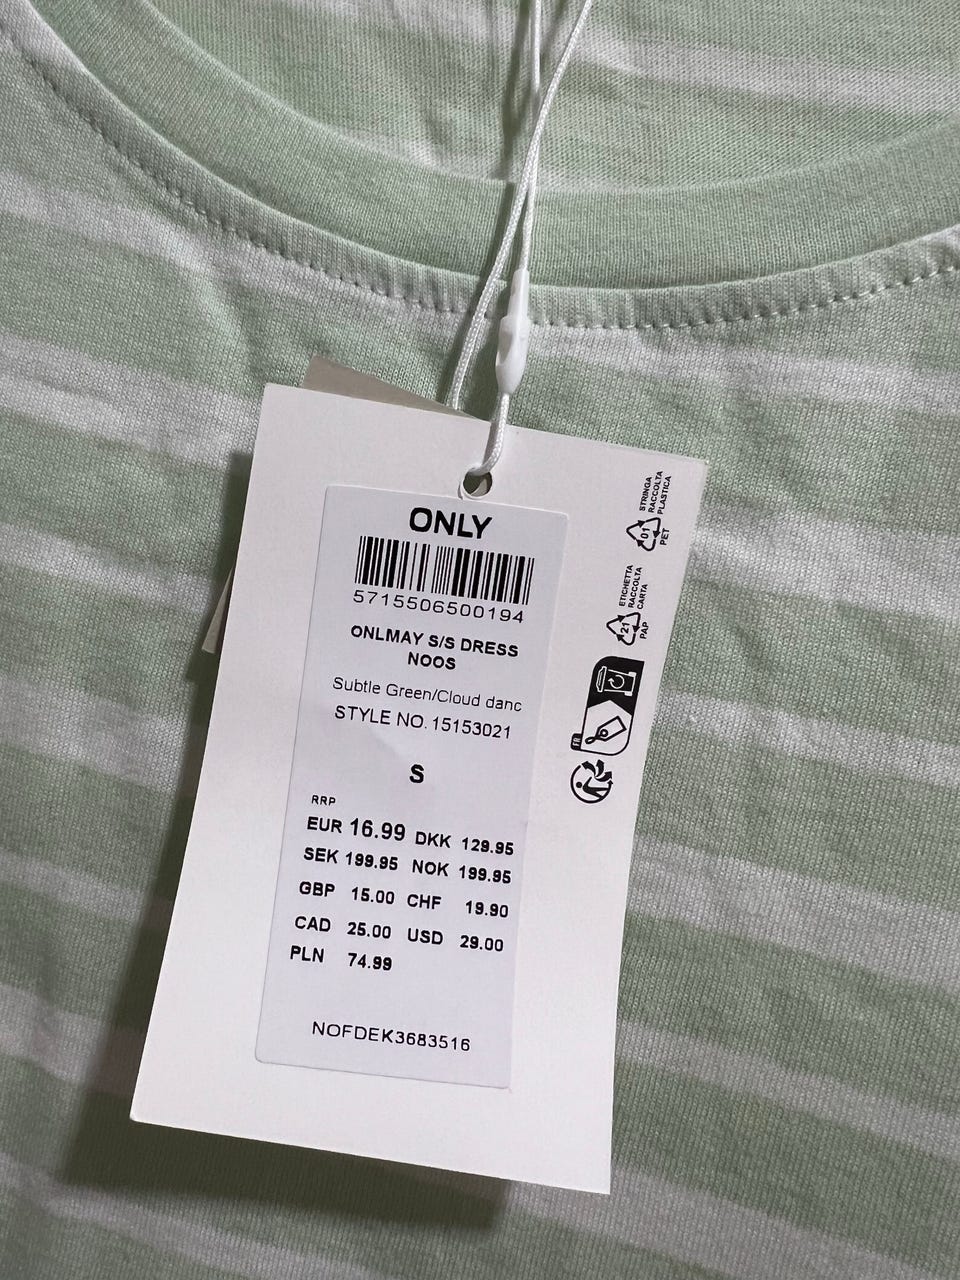 ONLY
5715506500194
ONLMAY S/S DRESS
NOOS
Subtle Green/Cloud danc
STYLE NO. 15153021
S
RRP
EUR 16.99 DKK 129.95
SEK 199.95 NOK 199.95
GBP 15.00 CHF 19.90
CAD 25.00 USD 29.00
PLN 74.99
NOFDEK3683516
STRINGA
RACCOLTA
PLASTICA
01
PET
ETICHETTA
RACCOLTA
CARTA
21
PAP
FR